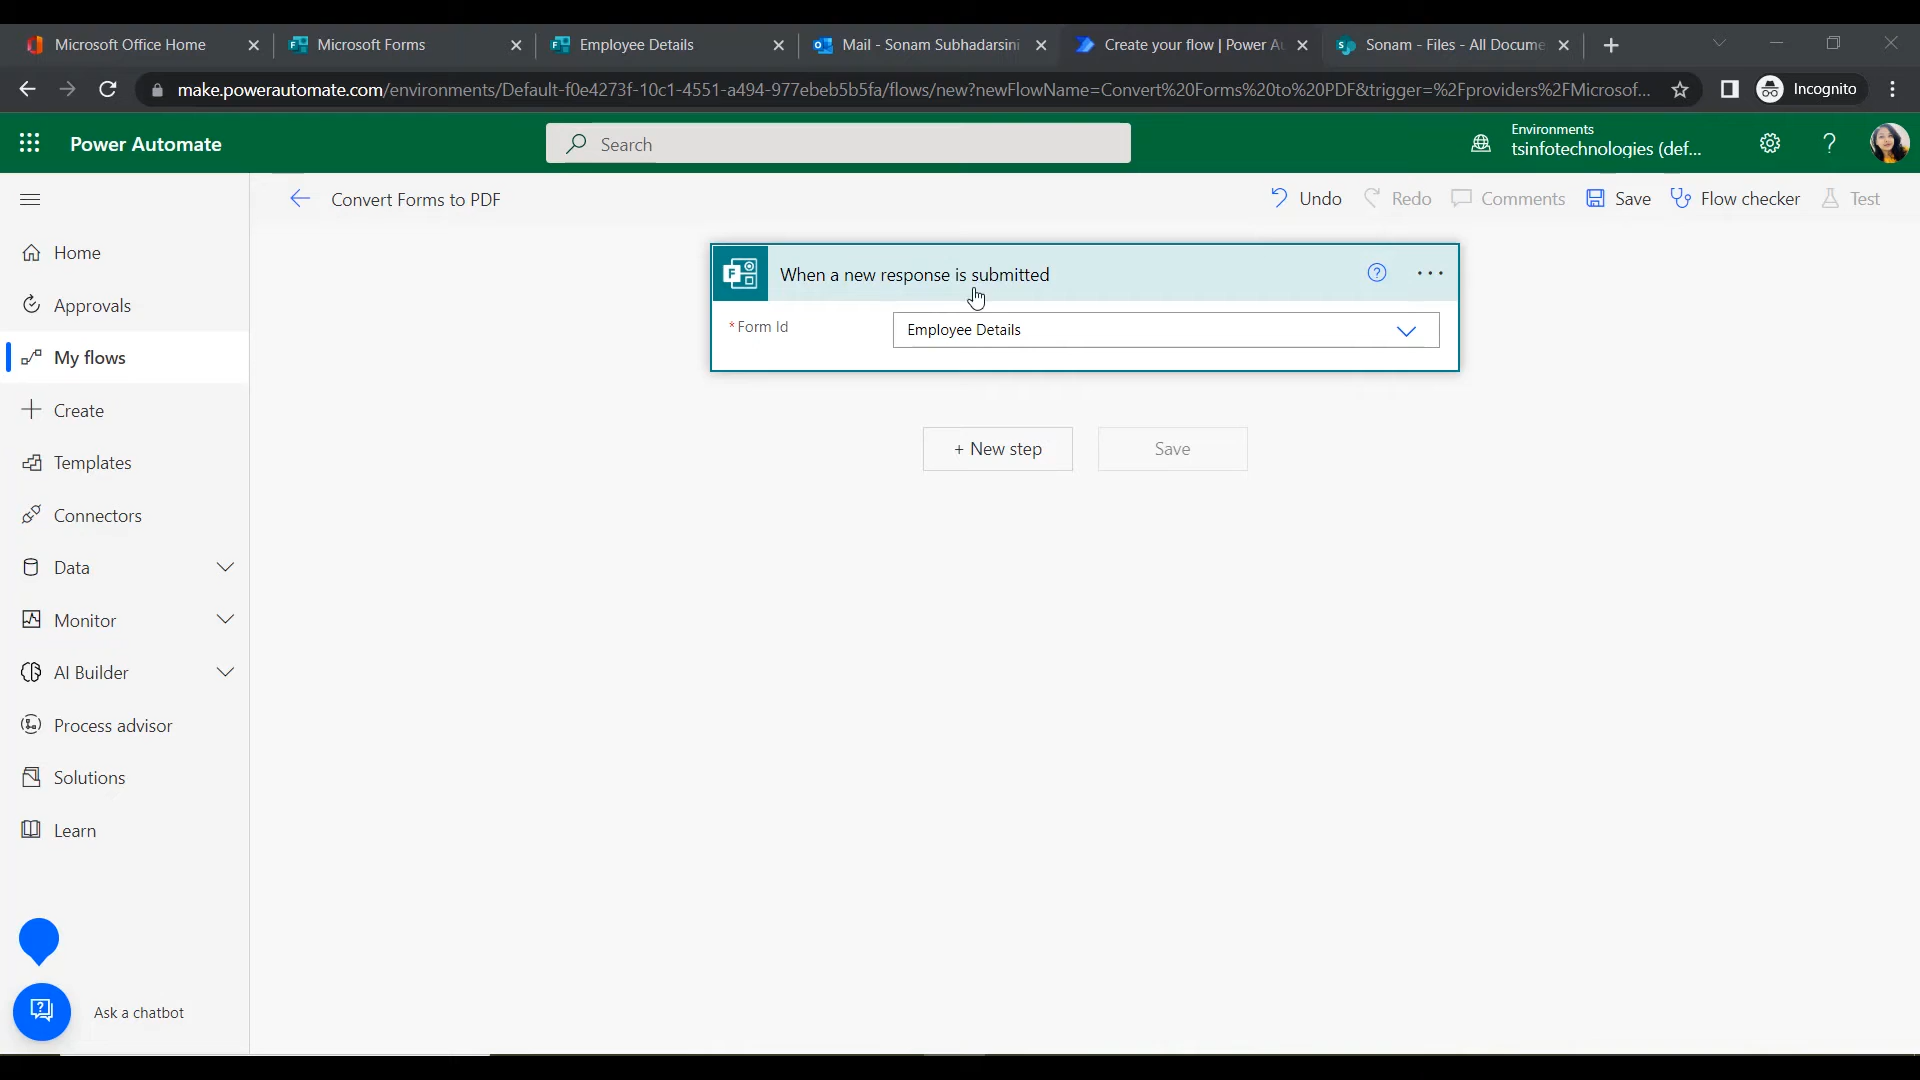 Microsoft Office Home
Microsoft Forms
Employee Details
Mail - Sonam Subhadarsini
Create your flow | Power Au
Sonam - Files - All Docume
make.powerautomate.com/environments/Default-f0e4273f-10c1-4551-a494-977ebeb5b5fa/flows/new?newFlowName=Convert%20Forms%20to%20PDF&trigger=%2Fproviders%2FMicrosof...
Incognito
Power Automate
Search
Environments
tsinfotechnologies (def...
Convert Forms to PDF
Undo
Redo
Comments
Save
Flow checker
Test
Home
Approvals
My flows
Create
Templates
Connectors
Data
Monitor
AI Builder
Process advisor
Solutions
Learn
Ask a chatbot
When a new response is submitted
* Form Id
Employee Details
+ New step
Save